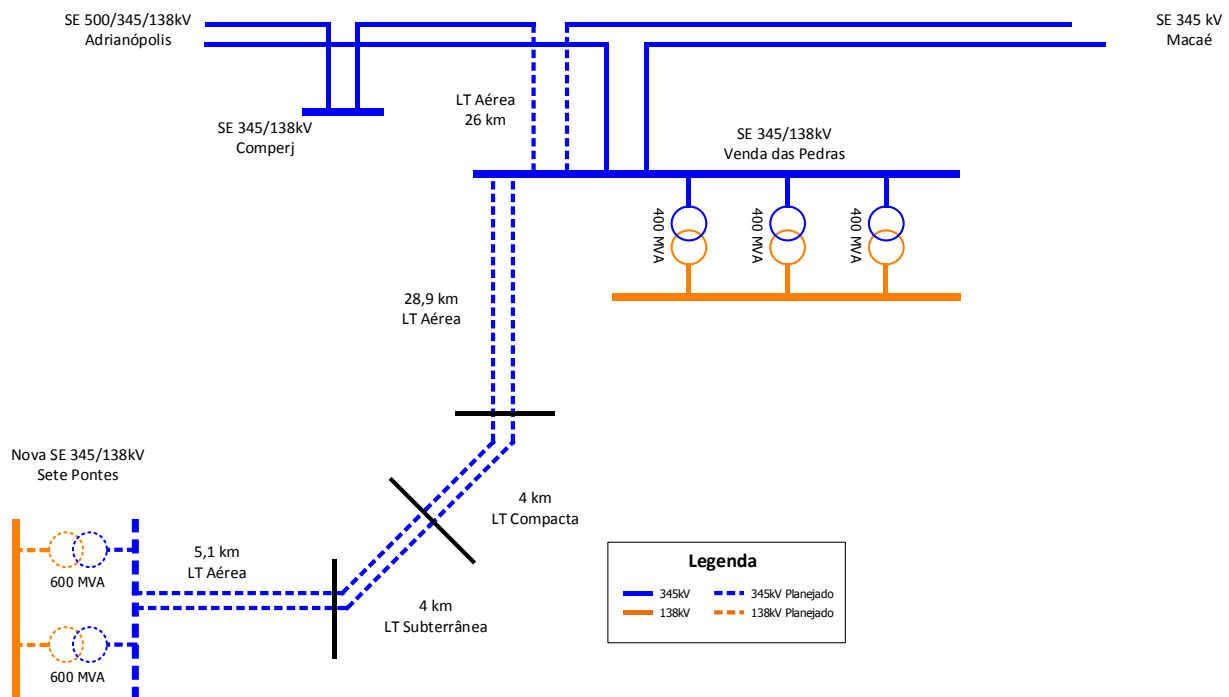 SE 500/345/138kV
Adrianópolis
SE 345 kV
Macaé
LT Aérea
26 km
SE 345/138kV
Comperj
SE 345/138kV
Venda das Pedras
400 MVA
400 MVA
400 MVA
28,9 km
LT Aérea
Nova SE 345/138kV
Sete Pontes
4 km
LT Compacta
5,1 km
LT Aérea
600 MVA
4 km
LT Subterrânea
600 MVA
Legenda
345kV
345kV Planejado
138kV
138kV Planejado